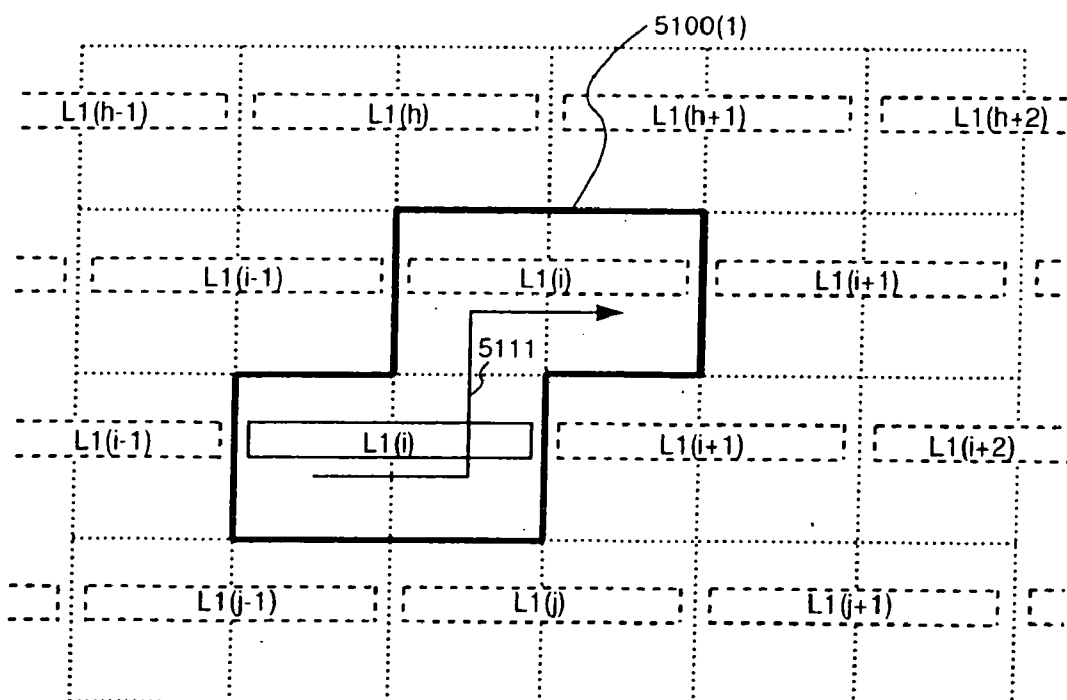 5100(1)
L1(h-1) L1(h) L1(h+1) L1(h+2)
L1(i-1) L1(i) L1(i+1)
5111
L1(i-1) L1(i) L1(i+1) L1(i+2)
L1(j-1) L1(j) L1(j+1)